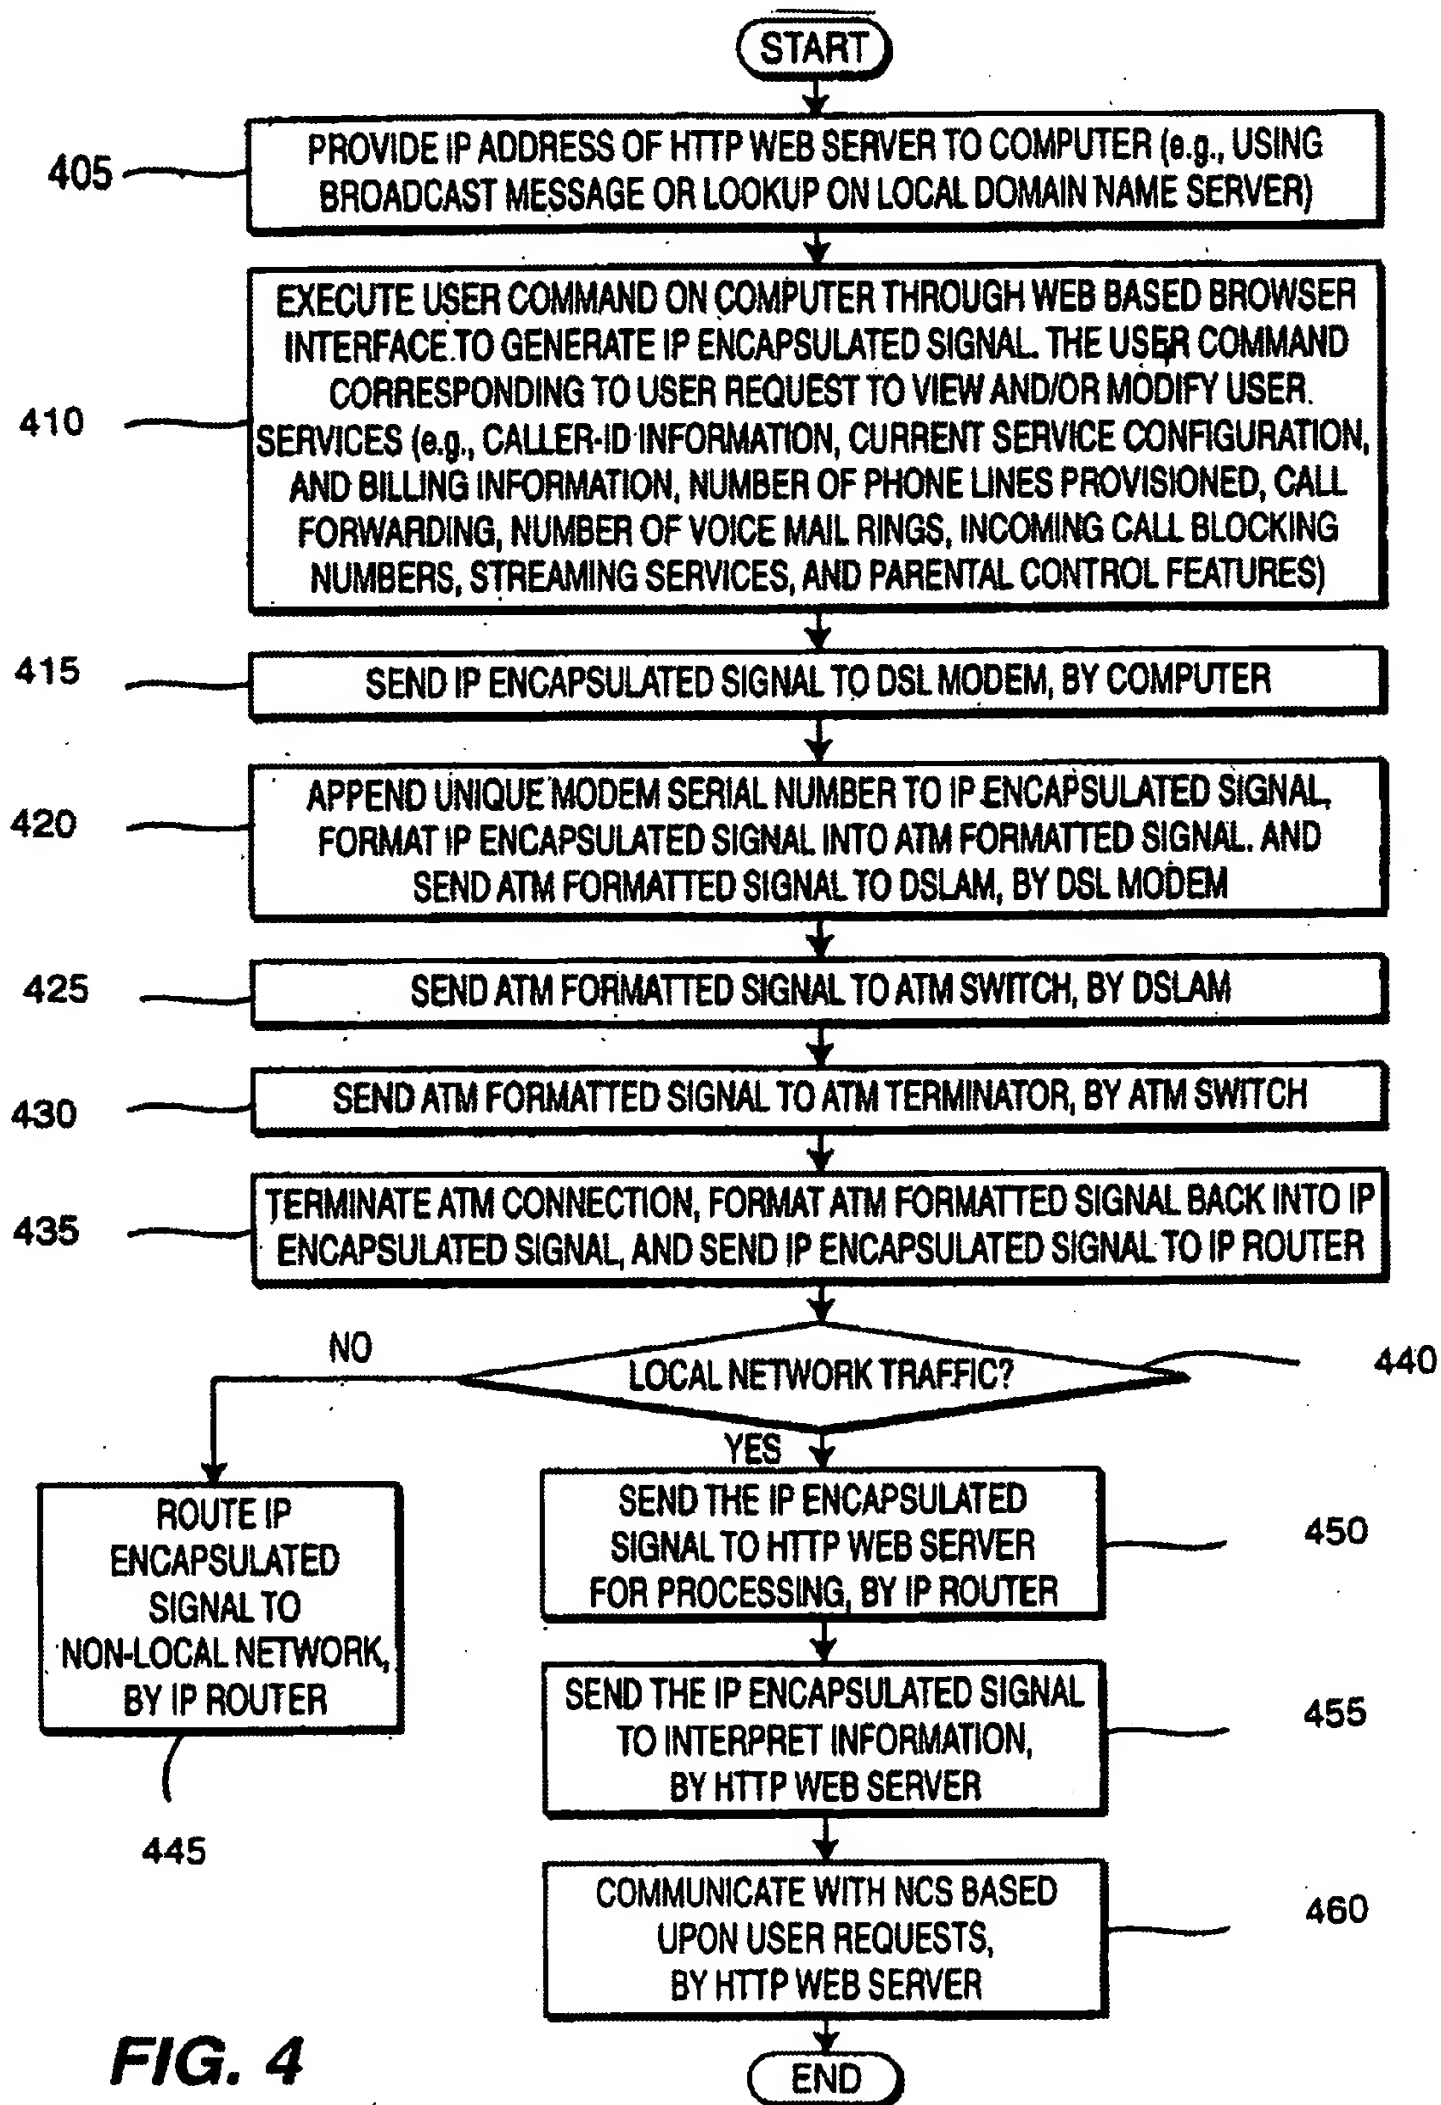 START
405
PROVIDE IP ADDRESS OF HTTP WEB SERVER TO COMPUTER (e.g., USING
BROADCAST MESSAGE OR LOOKUP ON LOCAL DOMAIN NAME SERVER)
410
EXECUTE USER COMMAND ON COMPUTER THROUGH WEB BASED BROWSER
INTERFACE TO GENERATE IP ENCAPSULATED SIGNAL. THE USER COMMAND
CORRESPONDING TO USER REQUEST TO VIEW AND/OR MODIFY USER
SERVICES (e.g., CALLER-ID INFORMATION, CURRENT SERVICE CONFIGURATION,
AND BILLING INFORMATION, NUMBER OF PHONE LINES PROVISIONED, CALL
FORWARDING, NUMBER OF VOICE MAIL RINGS, INCOMING CALL BLOCKING
NUMBERS, STREAMING SERVICES, AND PARENTAL CONTROL FEATURES)
415
SEND IP ENCAPSULATED SIGNAL TO DSL MODEM, BY COMPUTER
420
APPEND UNIQUE MODEM SERIAL NUMBER TO IP ENCAPSULATED SIGNAL,
FORMAT IP ENCAPSULATED SIGNAL INTO ATM FORMATTED SIGNAL. AND
SEND ATM FORMATTED SIGNAL TO DSLAM, BY DSL MODEM
425
SEND ATM FORMATTED SIGNAL TO ATM SWITCH, BY DSLAM
430
SEND ATM FORMATTED SIGNAL TO ATM TERMINATOR, BY ATM SWITCH
435
TERMINATE ATM CONNECTION, FORMAT ATM FORMATTED SIGNAL BACK INTO IP
ENCAPSULATED SIGNAL, AND SEND IP ENCAPSULATED SIGNAL TO IP ROUTER
LOCAL NETWORK TRAFFIC?
440
NO
YES
ROUTE IP
ENCAPSULATED
SIGNAL TO
NON-LOCAL NETWORK,
BY IP ROUTER
445
SEND THE IP ENCAPSULATED
SIGNAL TO HTTP WEB SERVER
FOR PROCESSING, BY IP ROUTER
450
SEND THE IP ENCAPSULATED SIGNAL
TO INTERPRET INFORMATION,
BY HTTP WEB SERVER
455
COMMUNICATE WITH NCS BASED
UPON USER REQUESTS,
BY HTTP WEB SERVER
460
END
FIG. 4